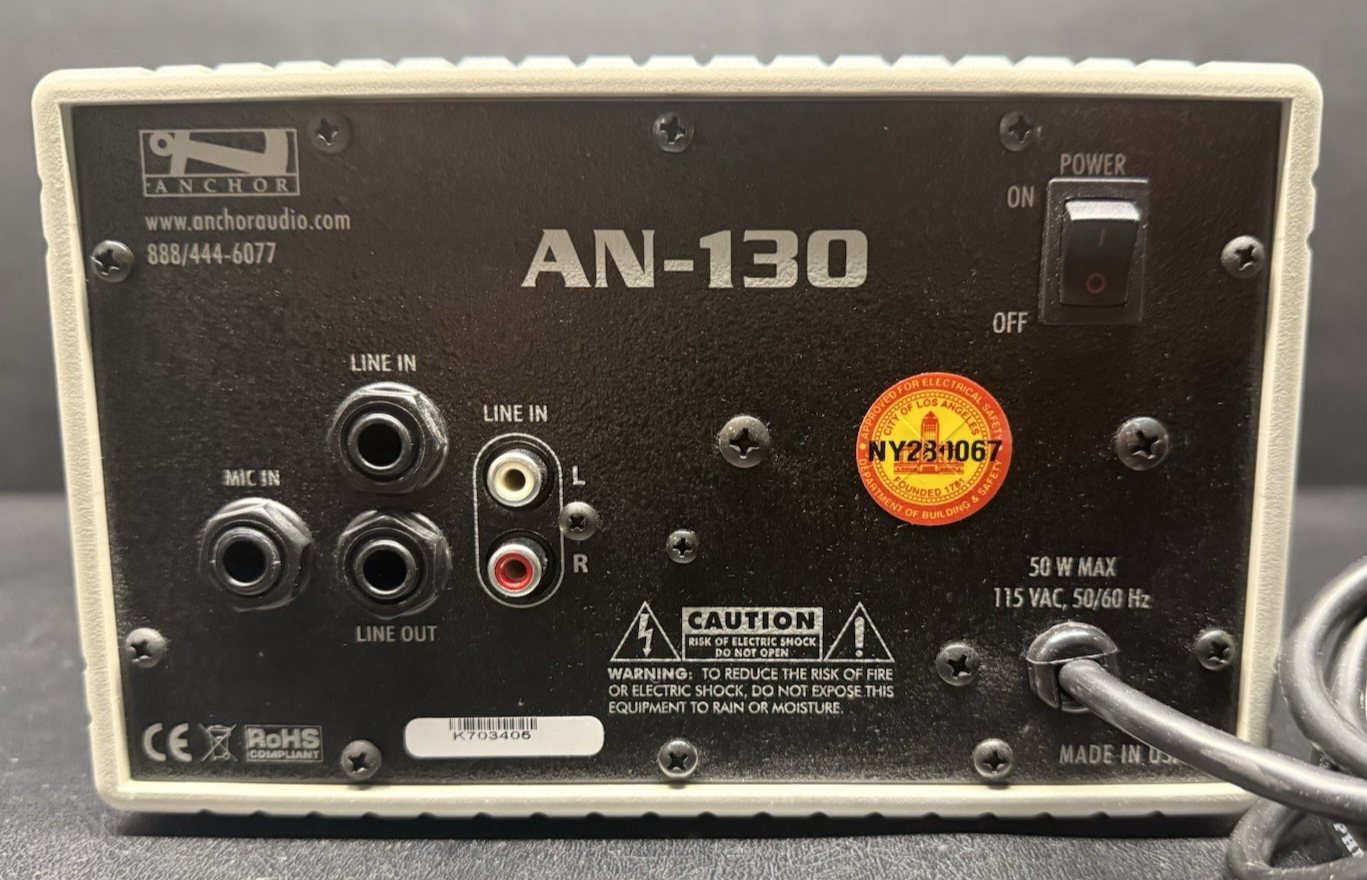 ANCHOR
www.anchoraudio.com
888/444-6077
AN-130
POWER
ON
OFF
LINE IN
LINE IN
L
MIC IN
R
LINE OUT
APPROVED FOR ELECTRICAL SAFETY
CITY OF LOS ANGELES
FOUNDED 1781
DEPARTMENT OF BUILDING & SAFETY
50 W MAX
115 VAC, 50/60 Hz
CAUTION
RISK OF ELECTRIC SHOCK
DO NOT OPEN
WARNING: TO REDUCE THE RISK OF FIRE
OR ELECTRIC SHOCK, DO NOT EXPOSE THIS
EQUIPMENT TO RAIN OR MOISTURE.
CE
RoHS
COMPLIANT
K703405
MADE IN